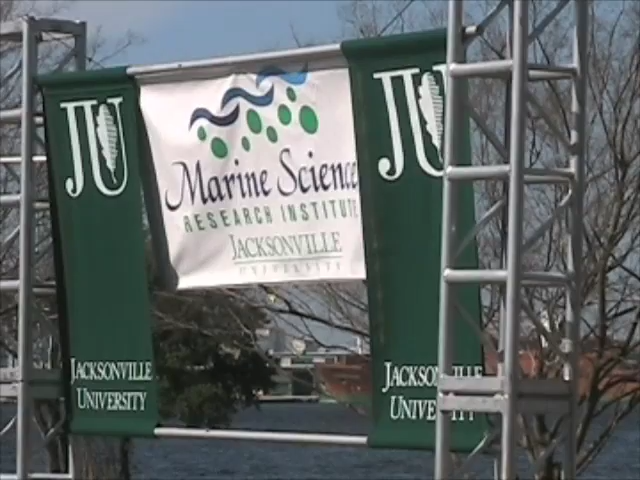 JU
JACKSONVILLE
UNIVERSITY
Marine Science
RESEARCH INSTITUTE
JACKSONVILLE
UNIVERSITY
JU
JACKSONVILLE
UNIVERSITY